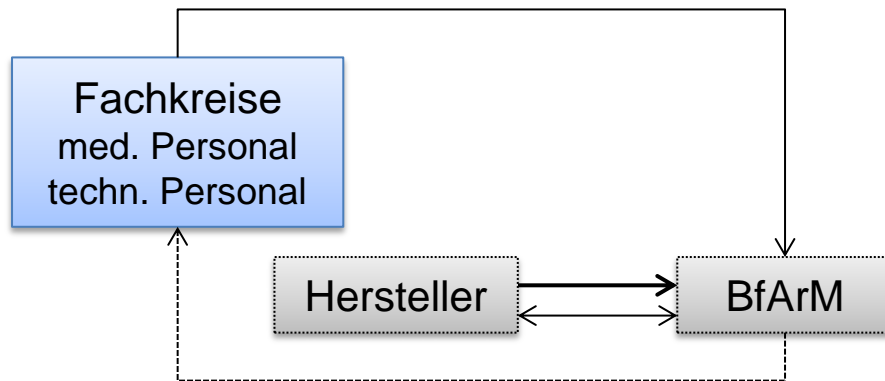 Fachkreise
med. Personal
techn. Personal
Hersteller
BfArM